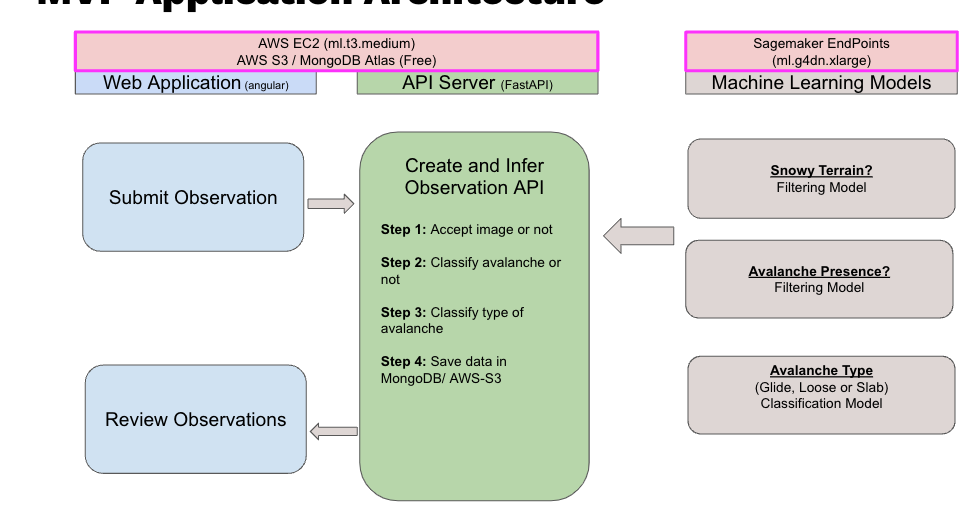 MVP Application Architecture
AWS EC2 (ml.t3.medium)
AWS S3 / MongoDB Atlas (Free)
Web Application (angular)
API Server (FastAPI)
Sagemaker EndPoints
(ml.g4dn.xlarge)
Machine Learning Models
Submit Observation
Review Observations
Create and Infer
Observation API
Step 1: Accept image or not
Step 2: Classify avalanche or
not
Step 3: Classify type of
avalanche
Step 4: Save data in
MongoDB/ AWS-S3
Snowy Terrain?
Filtering Model
Avalanche Presence?
Filtering Model
Avalanche Type
(Glide, Loose or Slab)
Classification Model